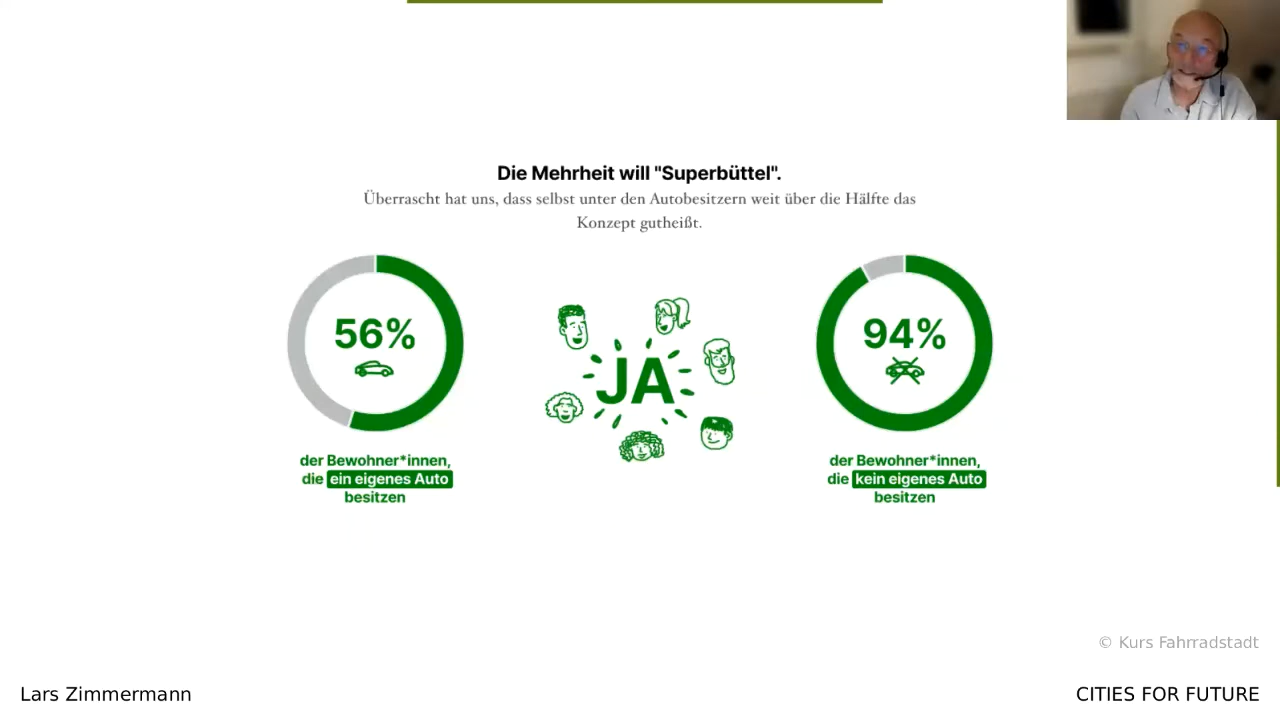 Die Mehrheit will "Superbüttel".
Überrascht hat uns, dass selbst unter den Autobesitzern weit über die Hälfte das
Konzept gutheißt.
56%
JA
94%
der Bewohner*innen,
die ein eigenes Auto
besitzen
der Bewohner*innen,
die kein eigenes Auto
besitzen
© Kurs Fahrradstadt
Lars Zimmermann
CITIES FOR FUTURE